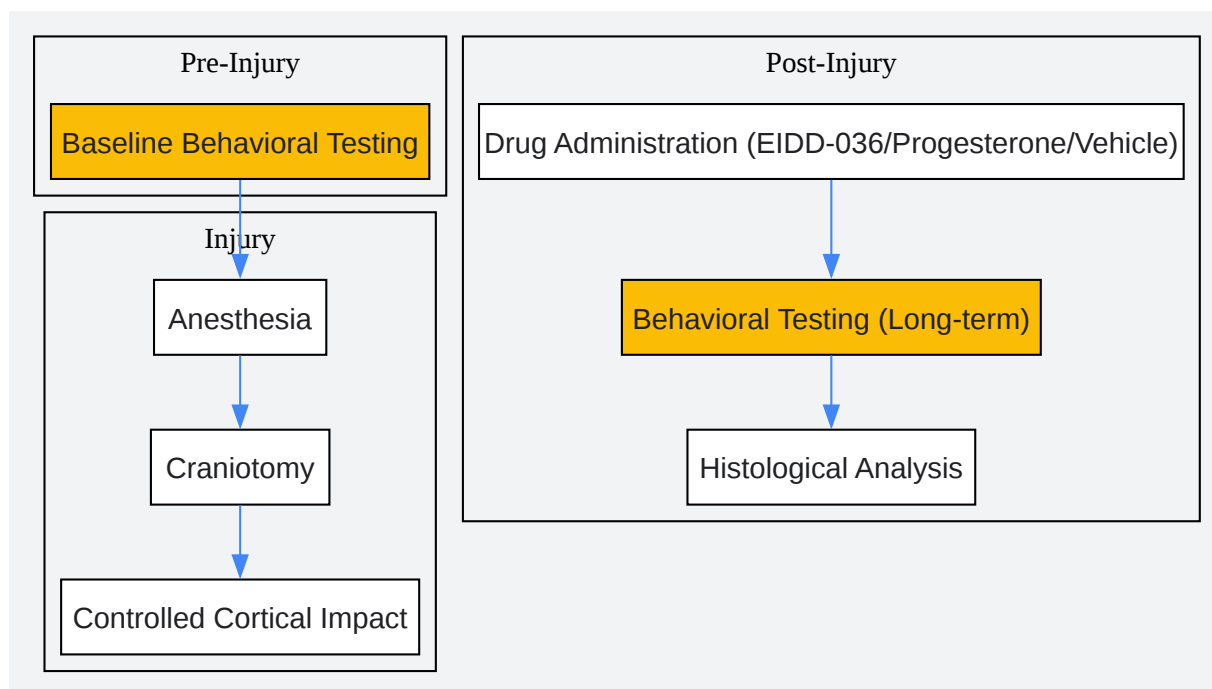 Pre-Injury
Baseline Behavioral Testing
Injury
Anesthesia
Craniotomy
Controlled Cortical Impact
Post-Injury
Drug Administration (EIDD-036/Progesterone/Vehicle)
Behavioral Testing (Long-term)
Histological Analysis